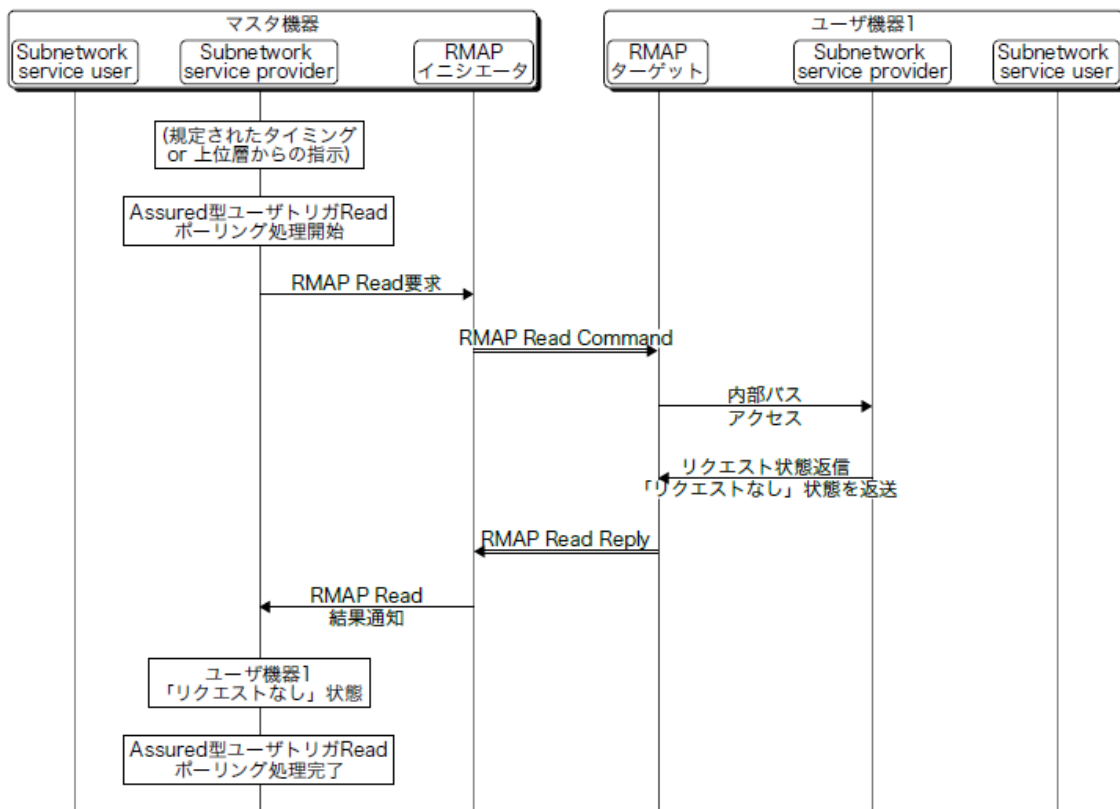 マスタ機器
ユーザ機器1
Subnetwork
service user
Subnetwork
service provider
RMAP
イニシエータ
RMAP
ターゲット
Subnetwork
service provider
Subnetwork
service user
(規定されたタイミング
or 上位層からの指示)
Assured型ユーザトリガRead
ポーリング処理開始
RMAP Read要求
RMAP Read Command
内部バス
アクセス
リクエスト状態返信
「リクエストなし」状態を返送
RMAP Read Reply
RMAP Read
結果通知
ユーザ機器1
「リクエストなし」状態
Assured型ユーザトリガRead
ポーリング処理完了